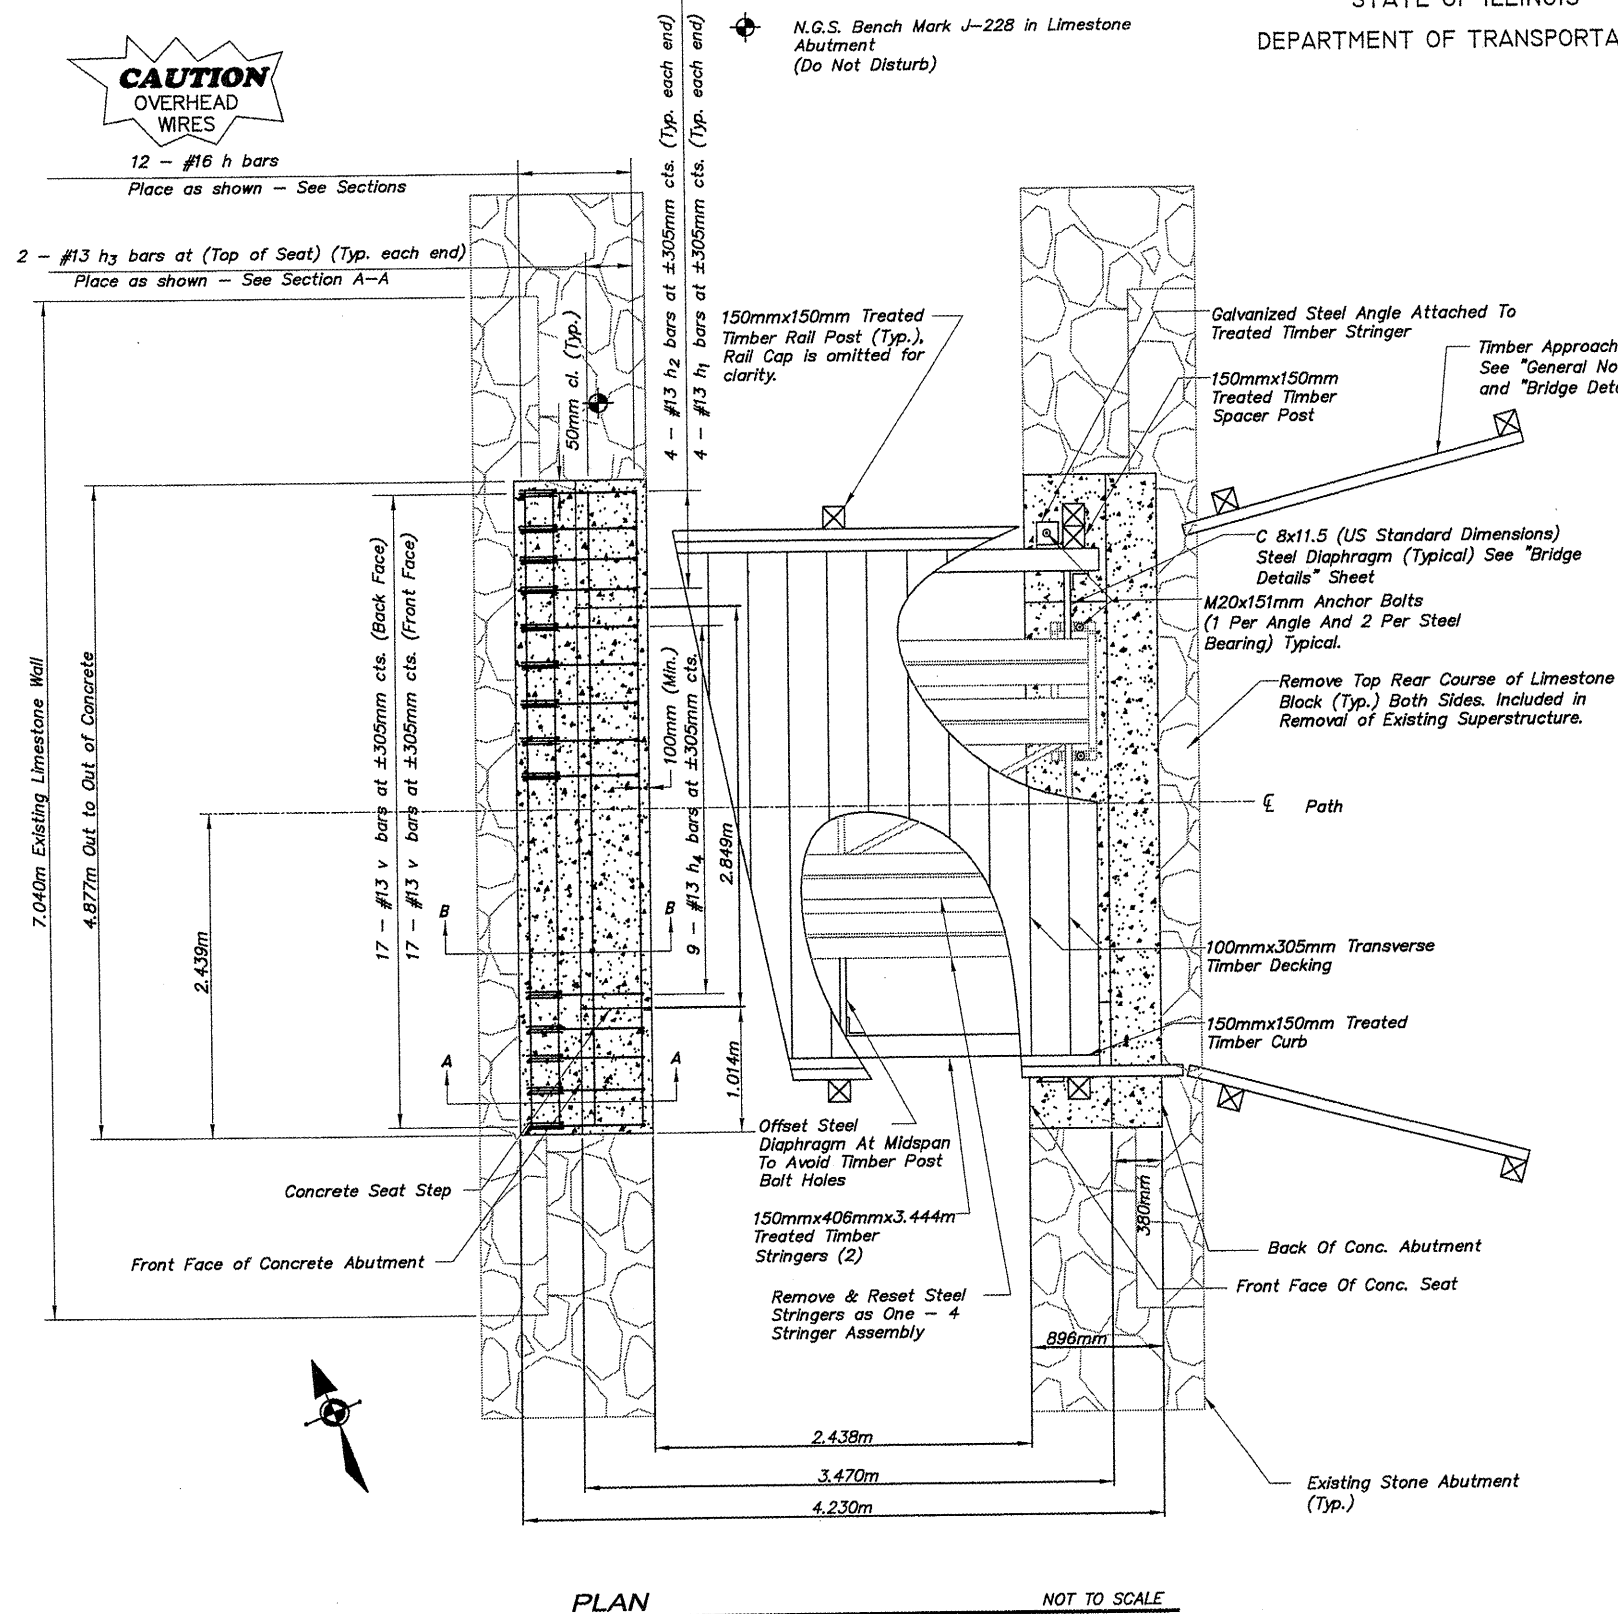 STATE OF ILLINOIS
DEPARTMENT OF TRANSPORTA
N.G.S. Bench Mark J-228 in Limestone
Abutment
(Do Not Disturb)
CAUTION
OVERHEAD
WIRES
12 - #16 h bars
Place as shown - See Sections
2 - #13 h3 bars at (Top of Seat) (Typ. each end)
Place as shown - See Section A-A
4 - #13 h2 bars at ±305mm cts. (Typ. each end)
4 - #13 h1 bars at ±305mm cts. (Typ. each end)
50mm cl. (Typ.)
150mmx150mm Treated
Timber Rail Post (Typ.),
Rail Cap is omitted for
clarity.
Galvanized Steel Angle Attached To
Treated Timber Stringer
Timber Approach
See "General No
and "Bridge Det
150mmx150mm
Treated Timber
Spacer Post
C 8x11.5 (US Standard Dimensions)
Steel Diaphragm (Typical) See "Bridge
Details" Sheet
M20x151mm Anchor Bolts
(1 Per Angle And 2 Per Steel
Bearing) Typical.
Remove Top Rear Course of Limestone
Block (Typ.) Both Sides. Included in
Removal of Existing Superstructure.
7.040m Existing Limestone Wall
4.877m Out to Out of Concrete
2.439m
17 - #13 v bars at ±305mm cts. (Back Face)
17 - #13 v bars at ±305mm cts. (Front Face)
100mm (Min.)
9 - #13 h4 bars at ±305mm cts.
2.849m
1.014m
℄ Path
B
B
A
A
100mmx305mm Transverse
Timber Decking
150mmx150mm Treated
Timber Curb
Offset Steel
Diaphragm At Midspan
To Avoid Timber Post
Bolt Holes
150mmx406mmx3.444m
Treated Timber
Stringers (2)
Remove & Reset Steel
Stringers as One - 4
Stringer Assembly
Concrete Seat Step
Front Face of Concrete Abutment
380mm
Back Of Conc. Abutment
Front Face Of Conc. Seat
896mm
2.438m
3.470m
4.230m
Existing Stone Abutment
(Typ.)
PLAN
NOT TO SCALE